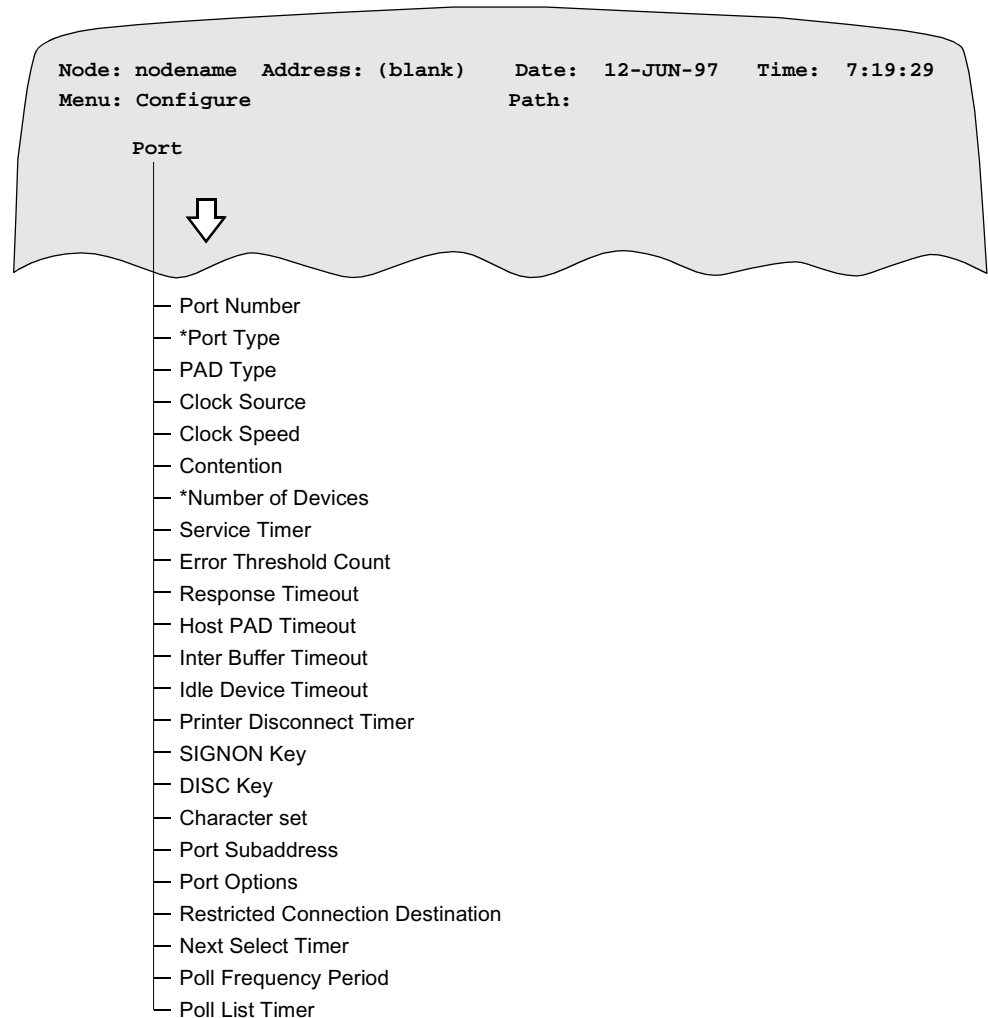 Node: nodename Address: (blank) Date: 12-JUN-97 Time: 7:19:29
Menu: Configure Path:
Port
Port Number
*Port Type
PAD Type
Clock Source
Clock Speed
Contention
*Number of Devices
Service Timer
Error Threshold Count
Response Timeout
Host PAD Timeout
Inter Buffer Timeout
Idle Device Timeout
Printer Disconnect Timer
SIGNON Key
DISC Key
Character set
Port Subaddress
Port Options
Restricted Connection Destination
Next Select Timer
Poll Frequency Period
Poll List Timer